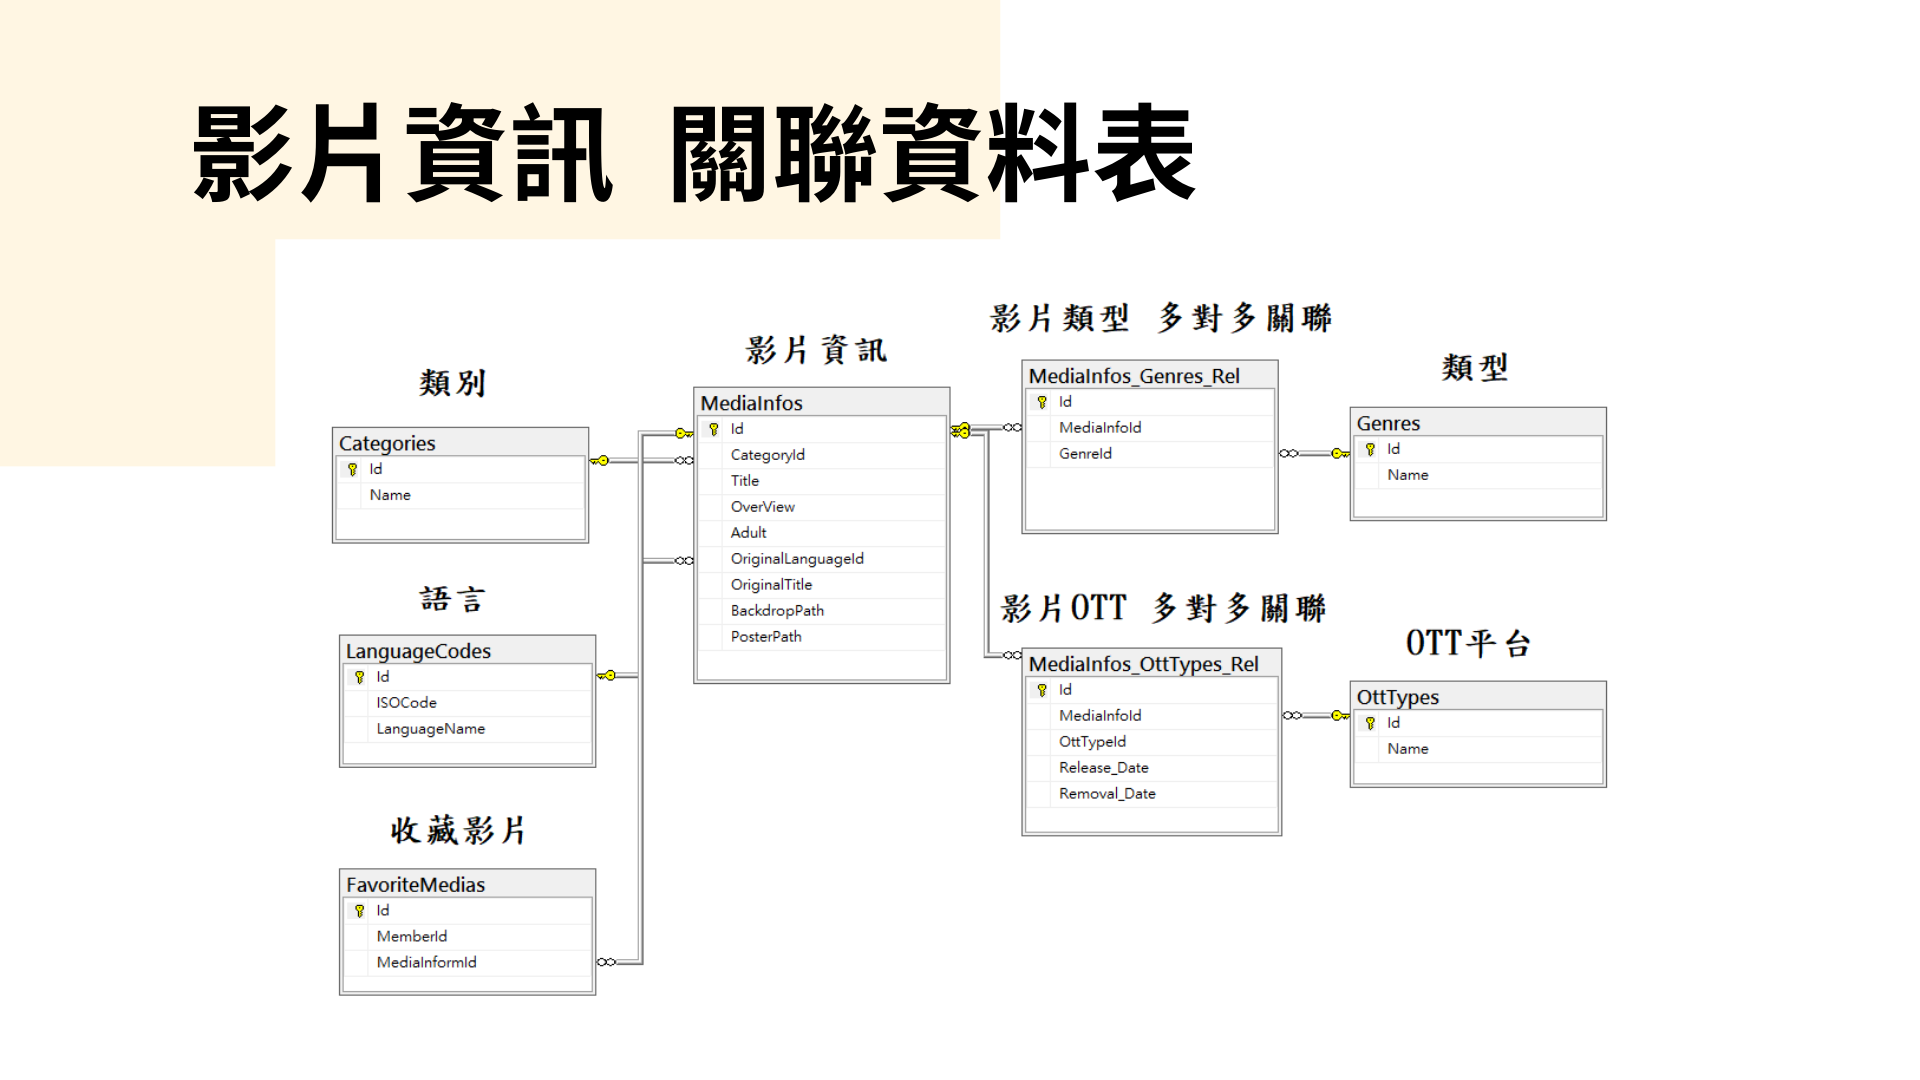 影片資訊 關聯資料表
類別
Categories
Id
Name
語言
LanguageCodes
Id
ISOCode
LanguageName
收藏影片
FavoriteMedias
Id
MemberId
MediaInformId
影片資訊
MediaInfos
Id
CategoryId
Title
OverView
Adult
OriginalLanguageId
OriginalTitle
BackdropPath
PosterPath
影片類型 多對多關聯
MediaInfos_Genres_Rel
Id
MediaInfoId
GenreId
類型
Genres
Id
Name
影片OTT 多對多關聯
MediaInfos_OttTypes_Rel
Id
MediaInfoId
OttTypeId
Release_Date
Removal_Date
OTT平台
OttTypes
Id
Name